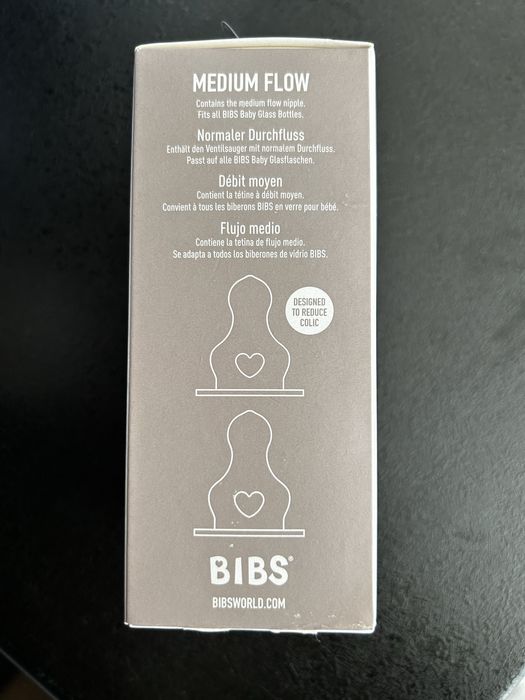 MEDIUM FLOW
Contains the medium flow nipple.
Fits all BIBS Baby Glass Bottles.
Normaler Durchfluss
Enthält den Ventilsauger mit normalem Durchfluss.
Passt auf alle BIBS Baby Glasflaschen.
Débit moyen
Contient la tétine à débit moyen.
Convient à tous les biberons BIBS en verre pour bébé.
Flujo medio
Contiene la tetina de flujo medio.
Se adapta a todos los biberones de vidrio BIBS.
DESIGNED
TO REDUCE
COLIC
BIBS®
BIBSWORLD.COM